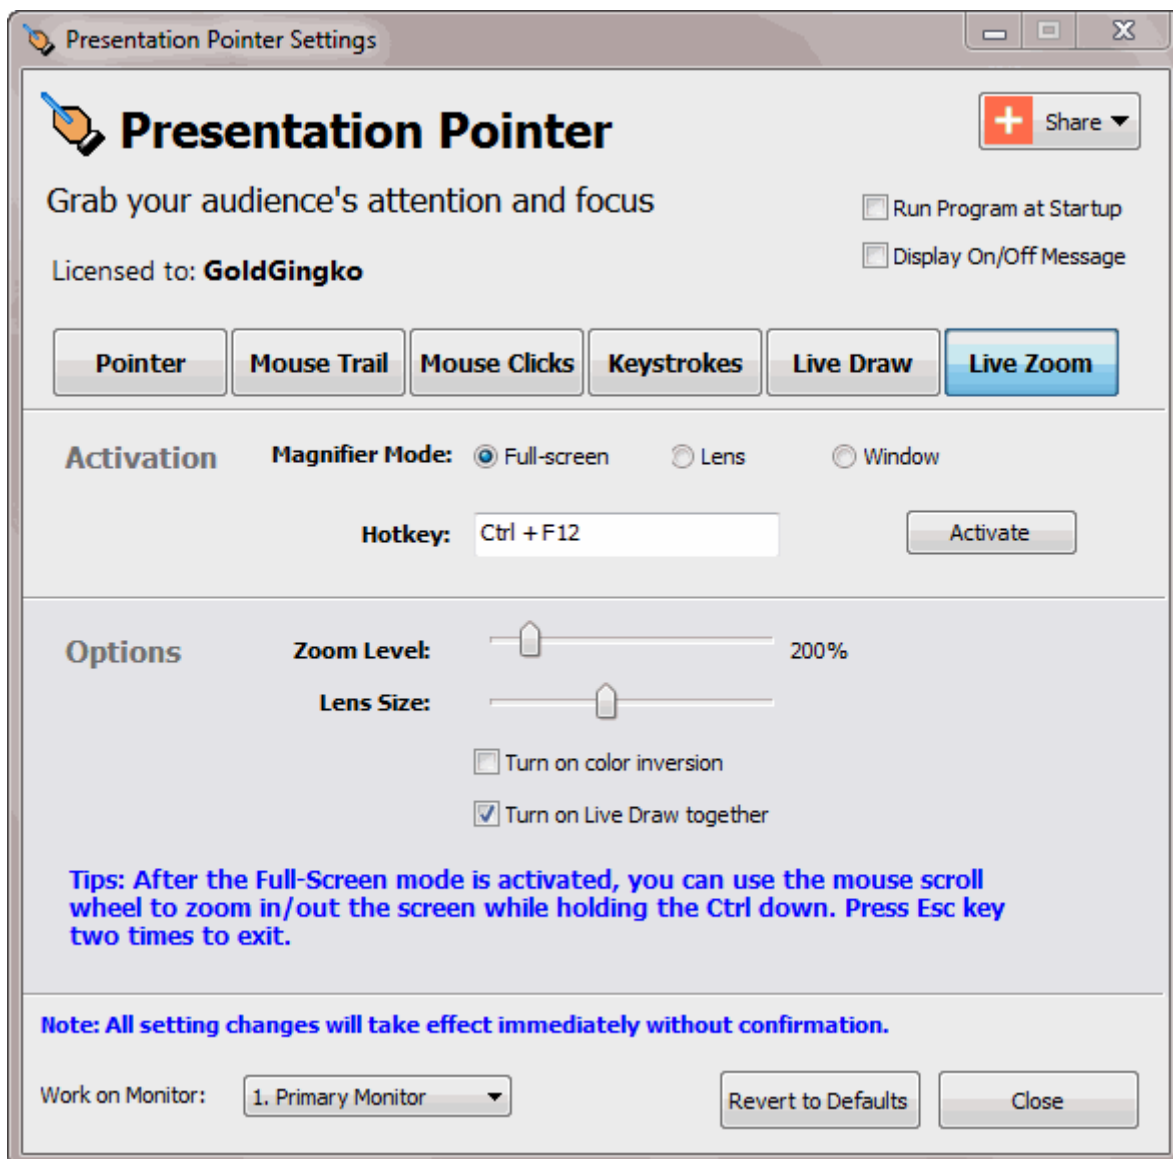 Presentation Pointer Settings
Presentation Pointer
Share
Grab your audience's attention and focus
Run Program at Startup
Display On/Off Message
Licensed to: GoldGingko
Pointer Mouse Trail Mouse Clicks Keystrokes Live Draw Live Zoom
Activation Magnifier Mode: Full-screen Lens Window
Hotkey: Ctrl + F12 Activate
Options Zoom Level: 200%
Lens Size:
Turn on color inversion
Turn on Live Draw together
Tips: After the Full-Screen mode is activated, you can use the mouse scroll
wheel to zoom in/out the screen while holding the Ctrl down. Press Esc key
two times to exit.
Note: All setting changes will take effect immediately without confirmation.
Work on Monitor: 1. Primary Monitor Revert to Defaults Close